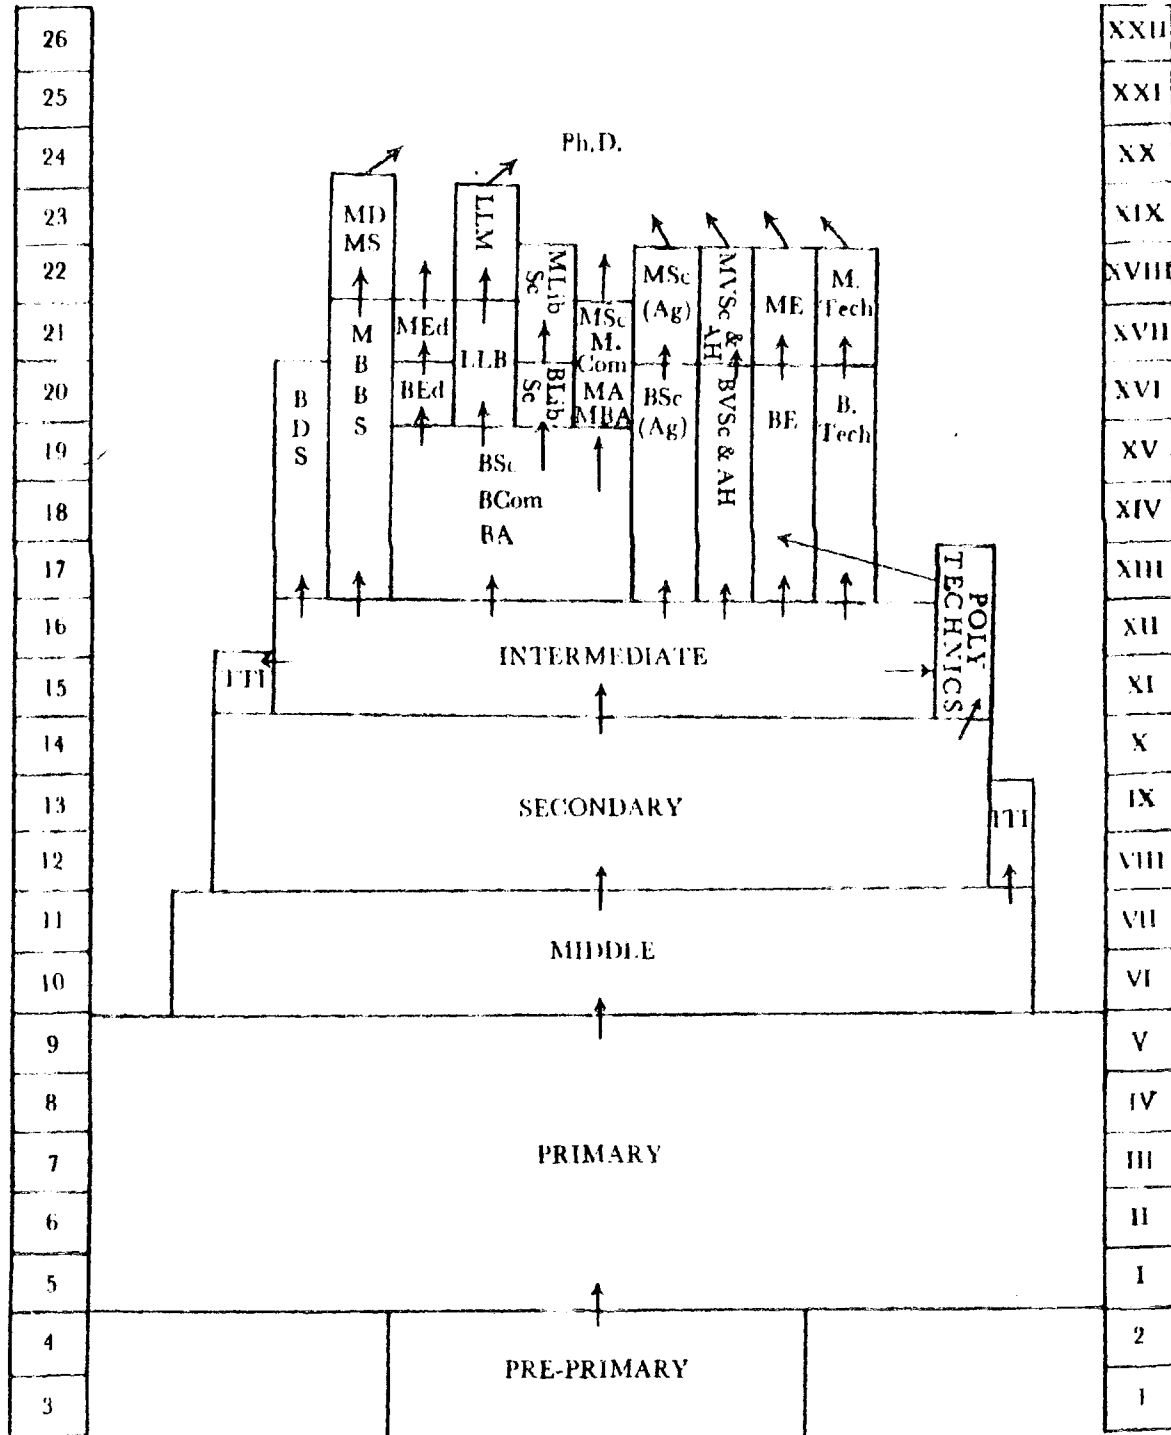 26 XXII
25 XXI
24 Ph.D. XX
23 MD MS LLM XIX
22 MLib Sc MSc (Ag) MVSc & AH ME M. Tech XVIII
21 M B B S MEd LLB MSc M. Com MA MBA XVII
20 B D S BEd BLib Sc BSc (Ag) BVSc & AH BE B. Tech XVI
19 BSc XV
18 BCom XIV
BA
17 XIII
16 POLY TECHNICS XII
INTERMEDIATE
15 XI
14 X
13 SECONDARY ITI IX
12 VIII
11 VII
MIDDLE
10 VI
9 V
8 IV
7 PRIMARY III
6 II
5 I
4 2
PRE-PRIMARY
3 1